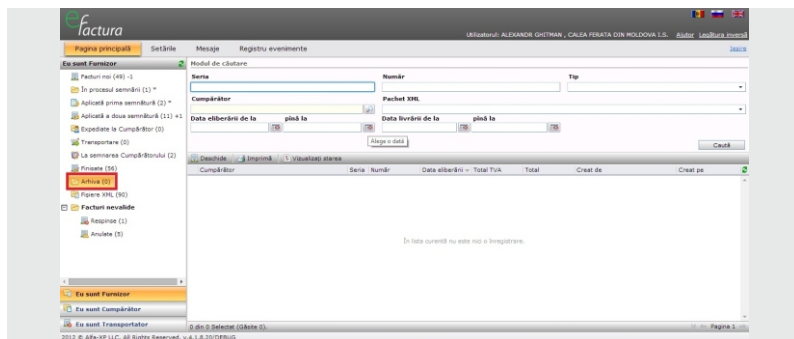 efactura
Utilizatorul: ALEXANDR GHITMAN , CALEA FERATA DIN MOLDOVA I.S. Ajutor Legătura inversă
Pagina principală Setările Mesaje Registru evenimente Ieșire
Eu sunt Furnizor
Modul de căutare
Facturi noi (49) -1
În procesul semnării (1) *
Aplicată prima semnătură (2) *
Aplicată a doua semnătură (11) +1
Expediate la Cumpărător (0)
Transportare (0)
La semnarea Cumpărătorului (2)
Finisate (56)
Arhiva (0)
Fișiere XML (90)
Facturi nevalide
Respinse (1)
Anulate (5)
Seria Număr Tip
Cumpărător Pachet XML
Data eliberării de la pînă la Data livrării de la pînă la
Alege o dată
Caută
Deschide Imprimă Vizualizați starea
Cumpărător Seria Număr Data eliberării Total TVA Total Creat de Creat pe
În lista curentă nu este nici o înregistrare.
Eu sunt Furnizor
Eu sunt Cumpărător
Eu sunt Transportator
0 din 0 Selectat (Găsite 0).
Pagina 1
2012 © Alfa-XP LLC. All Rights Reserved. v.4.1.8.20/DEBUG